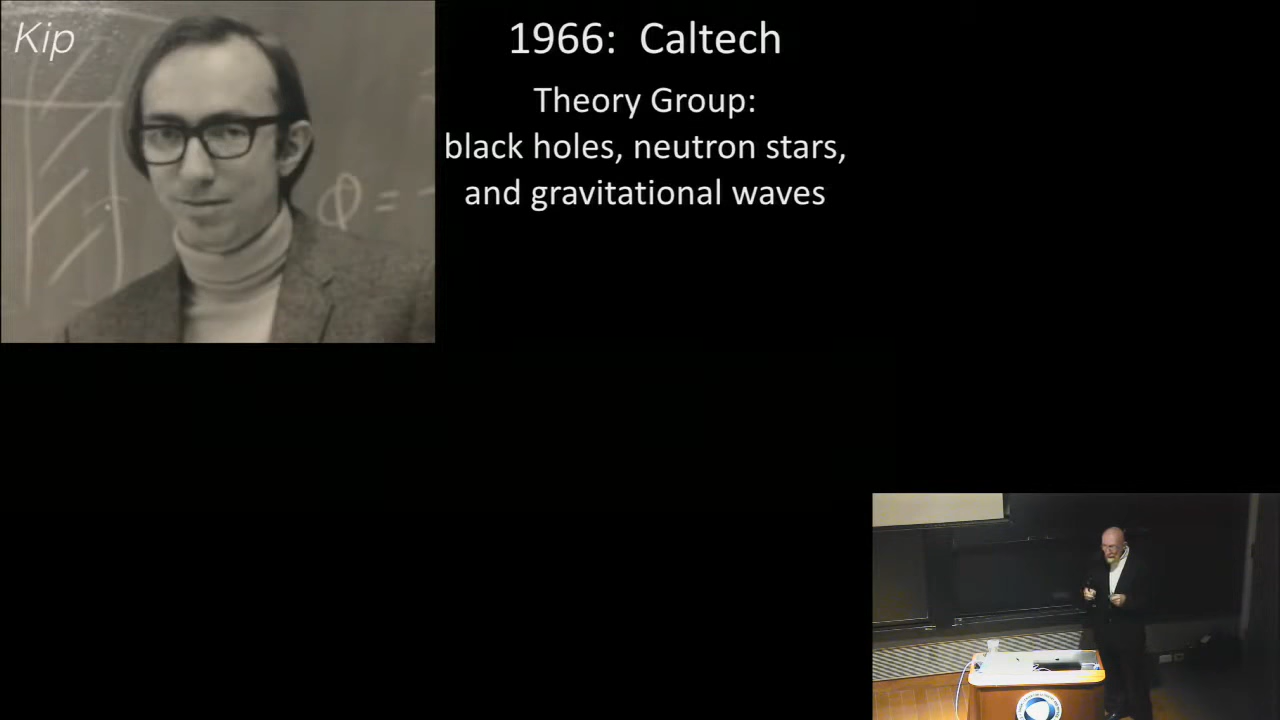 Kip
1966: Caltech
Theory Group:
black holes, neutron stars,
and gravitational waves
Φ =